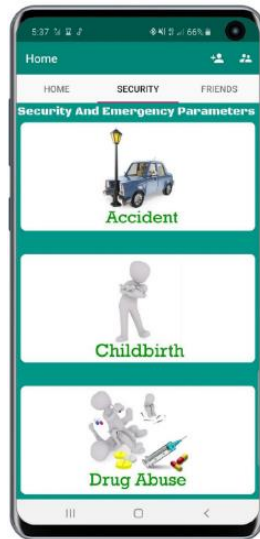 5:37
66%
Home
HOME SECURITY FRIENDS
Security And Emergency Parameters
Accident
Childbirth
Drug Abuse